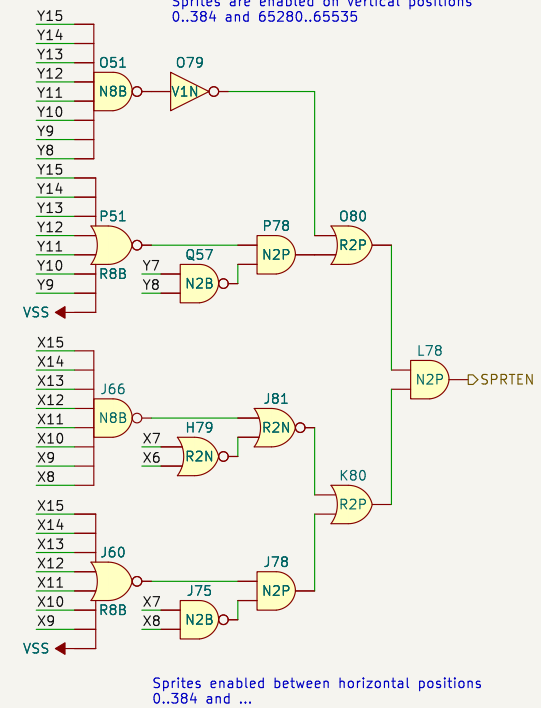 Sprites are enabled on vertical positions
0..384 and 65280..65535
Y15
Y14
Y13
Y12
Y11
Y10
Y9
Y8
O51
N8B
O79
V1N
Y15
Y14
Y13
Y12
Y11
Y10
Y9
VSS
P51
R8B
Y7
Y8
Q57
N2B
P78
N2P
O80
R2P
X15
X14
X13
X12
X11
X10
X9
X8
J66
N8B
X7
X6
H79
R2N
J81
R2N
L78
N2P
SPRTEN
K80
R2P
X15
X14
X13
X12
X11
X10
X9
VSS
J60
R8B
X7
X8
J75
N2B
J78
N2P
Sprites enabled between horizontal positions
0..384 and ...